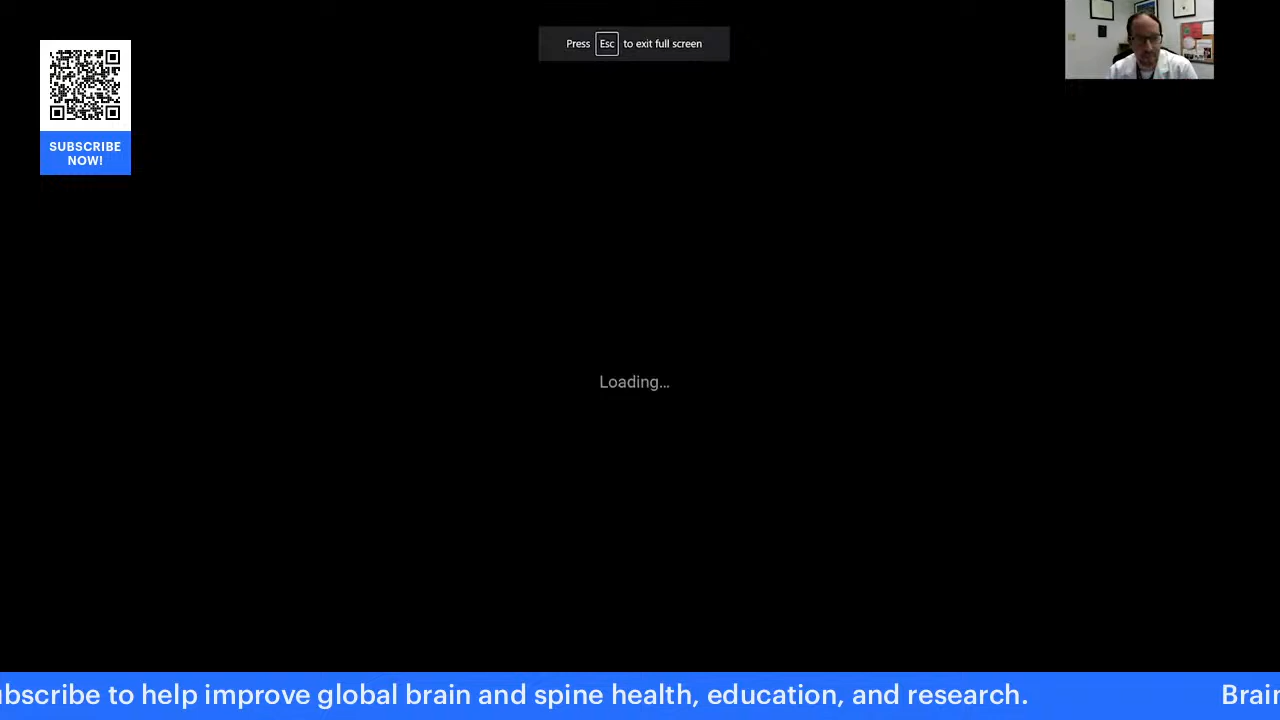 Press Esc to exit full screen
SUBSCRIBE
NOW!
Loading...
bscribe to help improve global brain and spine health, education, and research. Brain